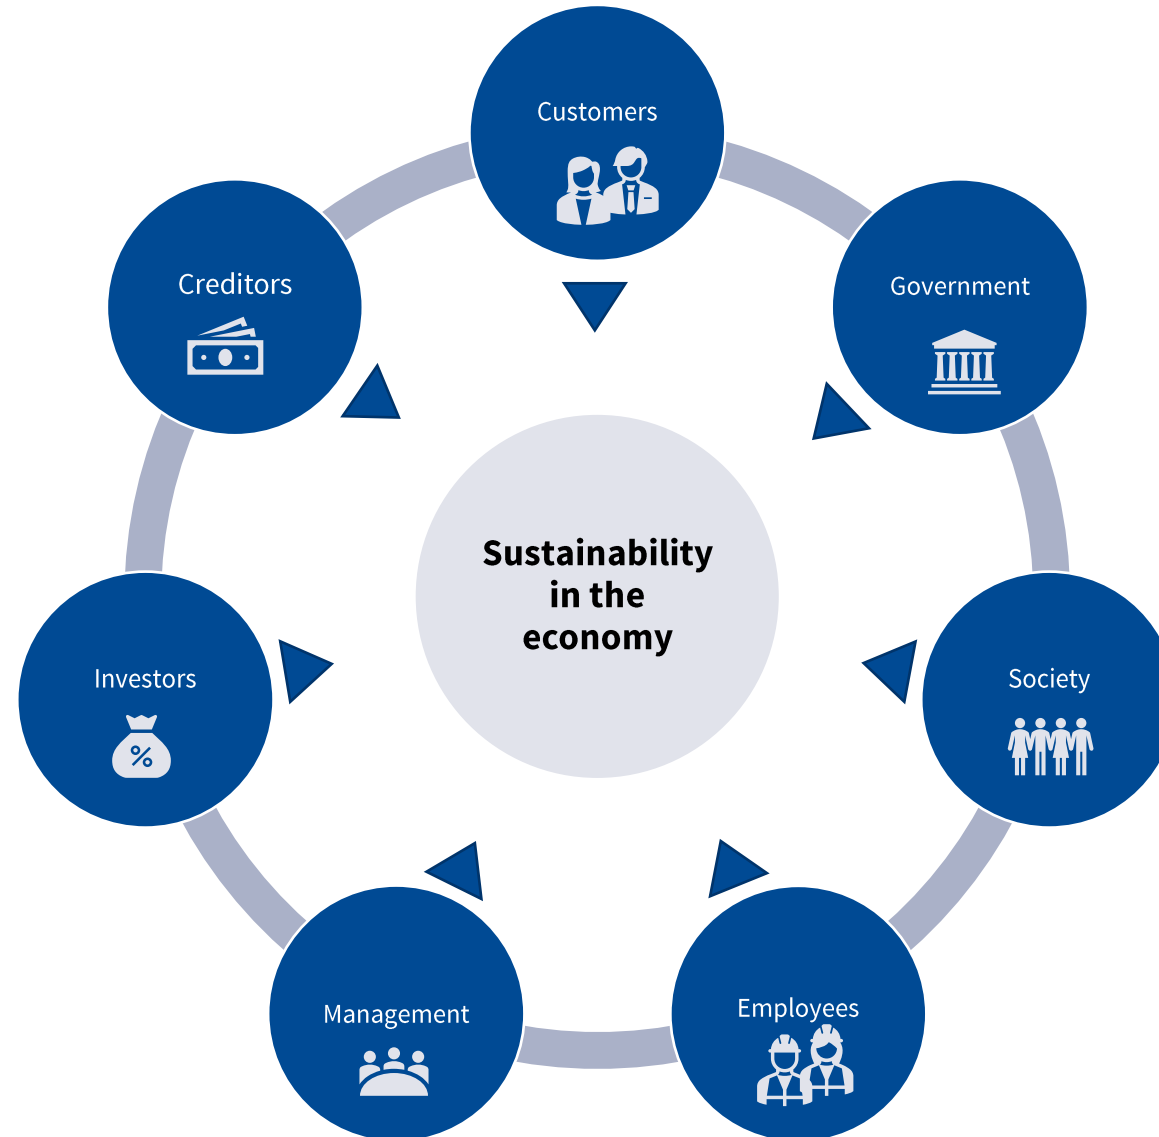 Customers
Creditors
Government
Sustainability
in the
economy
Investors
%
Society
Management
Employees